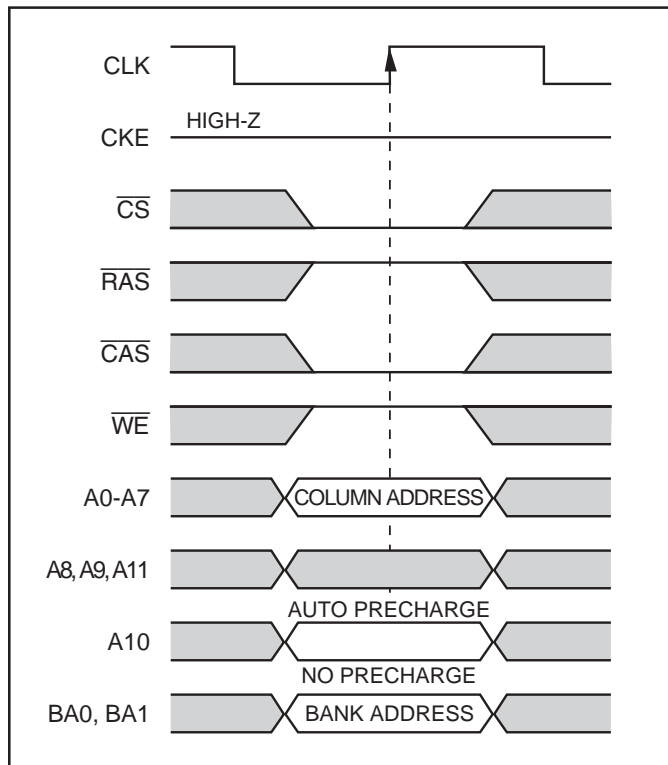 CLK
CKE HIGH-Z
CS
RAS
CAS
WE
A0-A7 COLUMN ADDRESS
A8, A9, A11
AUTO PRECHARGE
A10
NO PRECHARGE
BA0, BA1 BANK ADDRESS